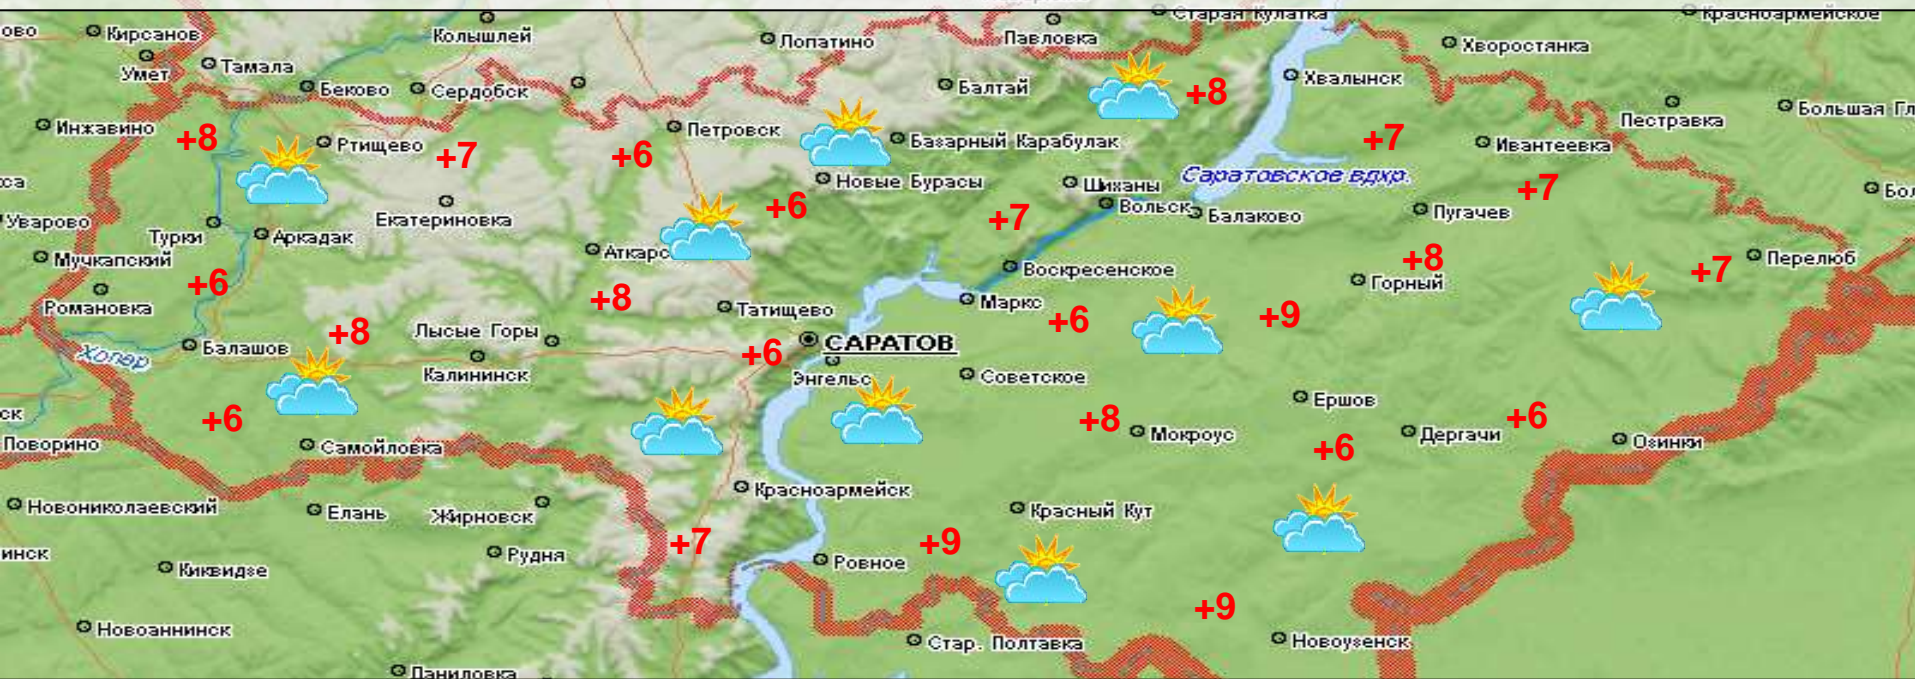 Старая Кулатка
Красноармейское
Кирсанов
Колышлей
Лопатино
Павловка
Хворостянка
Умет
Тамала
Беково
Сердобск
Балтай
+8
Хвалынск
Пестравка
Инжавино
+8
Ртищево
+7
+6
Петровск
Базарный Карабулак
+7
Ивантеевка
Новые Бурасы
Шиханы
Саратовское вдхр.
+7
Уварово
Турки
Аркадак
Екатериновка
+6
+7
Вольск
Балаково
Пугачев
Мучкапский
+8
Перелюб
+6
Воскресенское
Горный
+7
Романовка
+8
Татищево
Маркс
+6
+9
Хопер
Балашов
+8
Лысые Горы
+6
САРАТОВ
Калининск
Энгельс
Советское
Ершов
+6
+8
Мокроус
Дергачи
+6
Озинки
Поворино
Самойловка
+6
Новониколаевский
Елань
Жирновск
Красноармейск
Красный Кут
Киквидзе
Рудня
+7
Ровное
+9
+9
Новоаннинск
Стар. Полтавка
Новоузенск
Даниловка